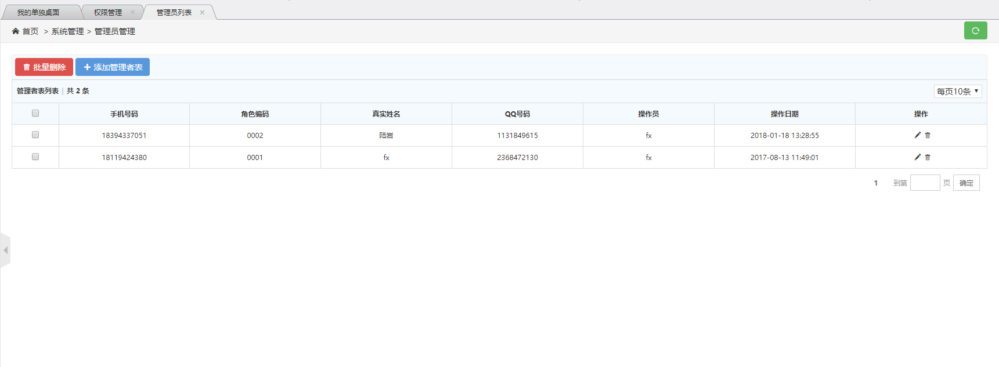 我的单独桌面 权限管理 × 管理员列表 ×
首页 > 系统管理 > 管理员管理
批量删除 添加管理者表
管理者表列表 | 共 2 条 每页10条
手机号码 角色编码 真实姓名 QQ号码 操作员 操作日期 操作
18394337051 0002 陆岩 1131849615 fx 2018-01-18 13:28:55
18119424380 0001 fx 2368472130 fx 2017-08-13 11:49:01
1 到第 页 确定